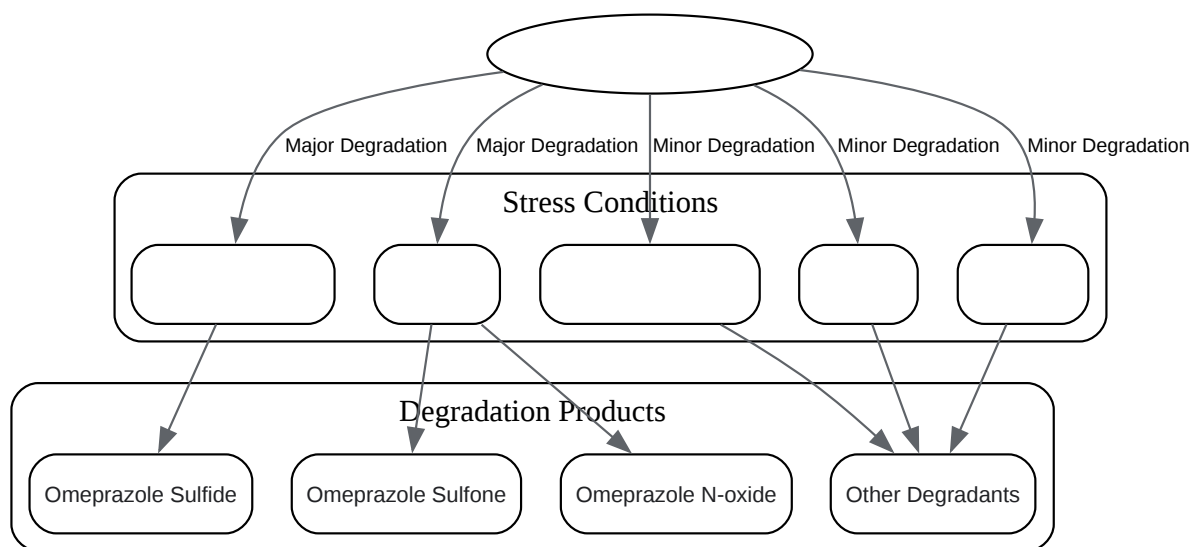 Major Degradation
Major Degradation
Minor Degradation
Minor Degradation
Minor Degradation
Stress Conditions
Degradation Products
Omeprazole Sulfide
Omeprazole Sulfone
Omeprazole N-oxide
Other Degradants